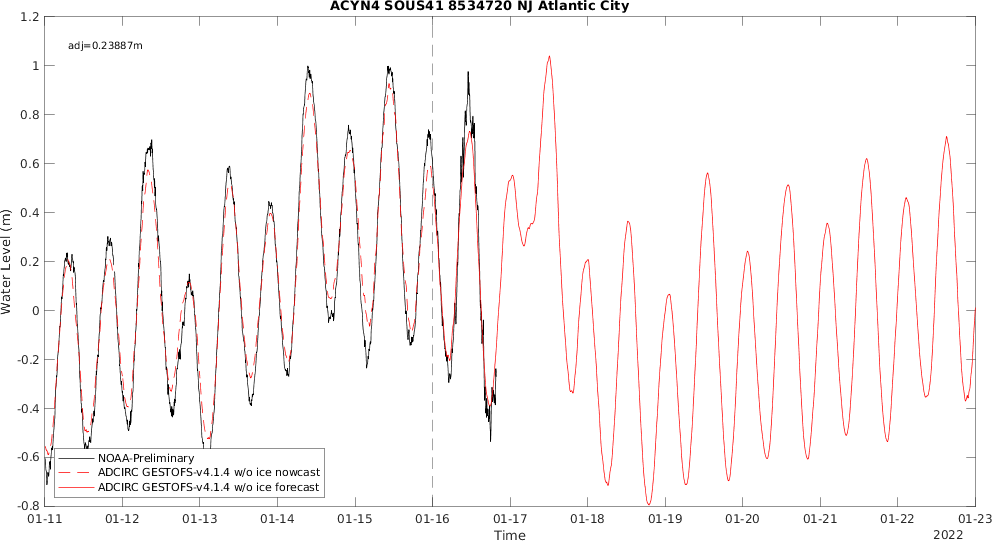 ACYN4 SOUS41 8534720 NJ Atlantic City
adj=0.23887m
1.2
1
0.8
0.6
0.4
0.2
0
-0.2
-0.4
-0.6
-0.8
Water Level (m)
NOAA-Preliminary
ADCIRC GESTOFS-v4.1.4 w/o ice nowcast
ADCIRC GESTOFS-v4.1.4 w/o ice forecast
01-11 01-12 01-13 01-14 01-15 01-16 01-17 01-18 01-19 01-20 01-21 01-22 01-23
Time
2022